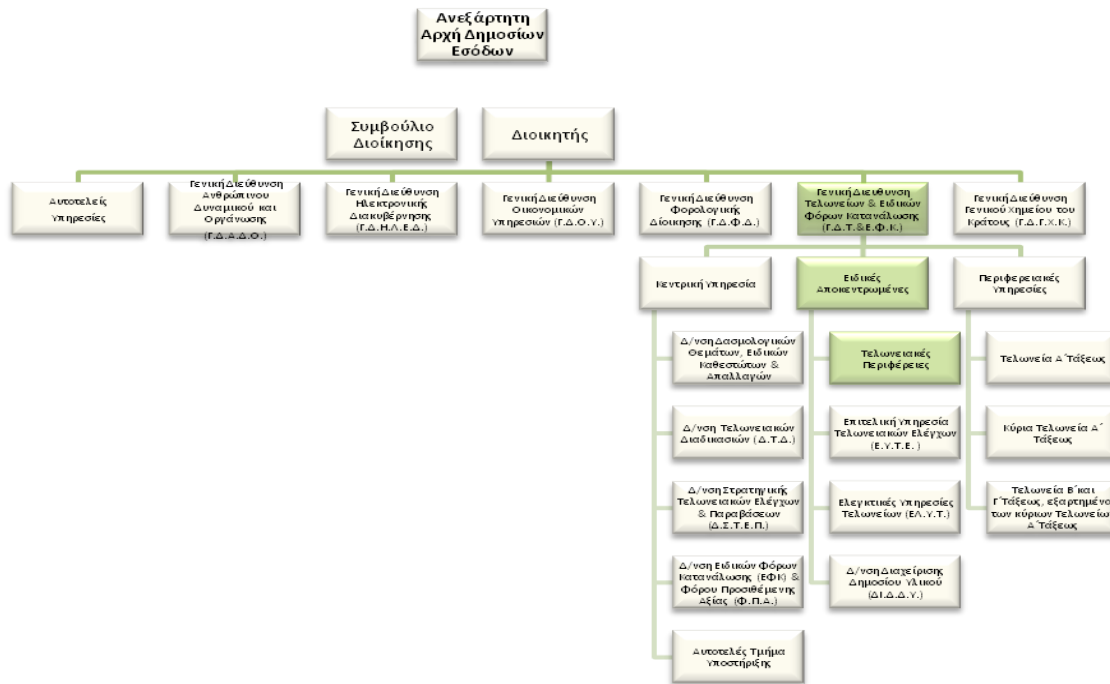 Ανεξάρτητη
Αρχή Δημοσίων
Εσόδων
Συμβούλιο
Διοίκησης
Διοικητής
Αυτοτελείς
Υπηρεσίες
Γενική Διεύθυνση
Ανθρώπινου
Δυναμικού και
Οργάνωσης
(Γ.Δ.Α.Δ.Ο.)
Γενική Διεύθυνση
Ηλεκτρονικής
Διακυβέρνησης
(Γ.Δ.Η.Λ.Ε.Δ.)
Γενική Διεύθυνση
Οικονομικών
Υπηρεσιών (Γ.Δ.Ο.Υ.)
Γενική Διεύθυνση
Φορολογικής
Δίοικησης (Γ.Δ.Φ.Δ.)
Γενική Διευθυνση
Τελωνείων & Ειδικών
Φόρων Κατανάλωσης
(Γ.Δ.Τ.&Ε.Φ.Κ.)
Γενική Διεύθυνση
Γενικού Χημείου του
Κράτους (Γ.Δ.Γ.Χ.Κ.)
Κεντρική Υπηρεσία
Ειδικές
Αποκεντρωμένες
Περιφερειακές
Υπηρεσίες
Δ/νση Δασμολογικών
Θεμάτων, Ειδικών
Καθεστώτων &
Απαλλαγών
Δ/νση Τελωνειακών
Διαδικασιών (Δ.Τ.Δ.)
Δ/νση Στρατηγικής
Τελωνειακών Ελέγχων
& Παραβάσεων
(Δ.Σ.Τ.Ε.Π.)
Δ/νση Ειδικών Φόρων
Κατανάλωσης (ΕΦΚ) &
Φόρου Προστιθέμενης
Αξίας (Φ.Π.Α.)
Αυτοτελές Τμήμα
Υποστήριξης
Τελωνειακές
Περιφέρειες
Επιτελική Υπηρεσία
Τελωνειακών Ελέγχων
(Ε.Υ.Τ.Ε. )
Ελεγκτικές Υπηρεσίες
Τελωνείων (ΕΛ.Υ.Τ.)
Δ/νση Διαχείρισης
Δημοσίου Υλικού
(ΔΙ.Δ.Δ.Υ.)
Τελωνεία Α΄Τάξεως
Κύρια Τελωνεία Α΄
Τάξεως
Τελωνεία Β΄και
Γ΄Τάξεως, εξαρτημένα
των κύριων Τελωνείων
Α΄Τάξεως